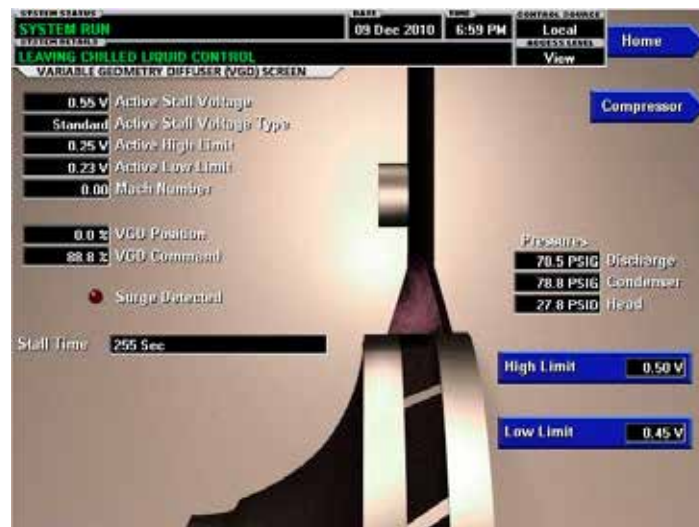 SYSTEM STATUS
SYSTEM RUN
DATE
09 Dec 2010
TIME
6:59 PM
CONTROL SOURCE
Local
SYSTEM DETAILS
LEAVING CHILLED LIQUID CONTROL
ACCESS LEVEL
View
Home
VARIABLE GEOMETRY DIFFUSER (VGD) SCREEN
Compressor
0.55 V Active Stall Voltage
Standard Active Stall Voltage Type
0.25 V Active High Limit
0.23 V Active Low Limit
0.00 Mach Number
0.0 % VGD Position
88.8 % VGD Command
Surge Detected
Stall Time 255 Sec
Pressures
70.5 PSIG Discharge
78.8 PSIG Condenser
27.8 PSID Head
High Limit 0.50 V
Low Limit 0.45 V